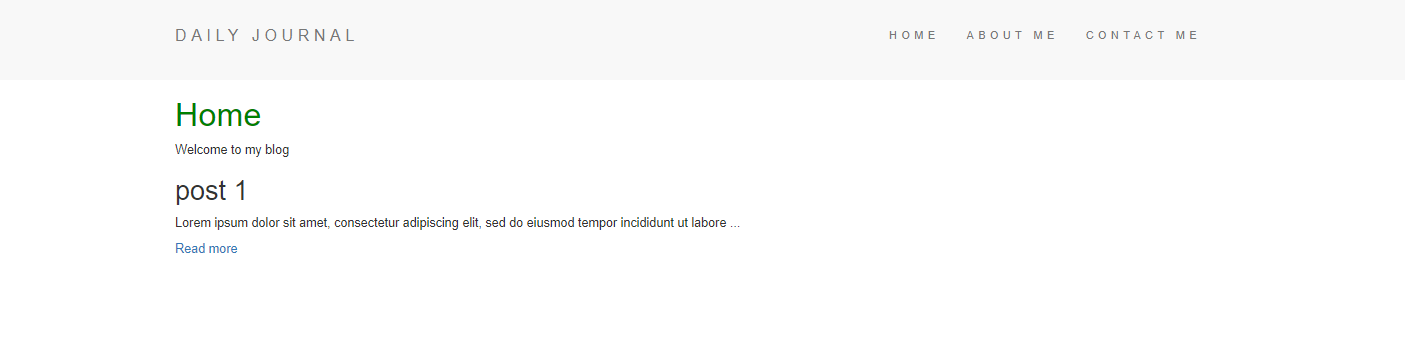 DAILY JOURNAL HOME ABOUT ME CONTACT ME
Home
Welcome to my blog
post 1
Lorem ipsum dolor sit amet, consectetur adipiscing elit, sed do eiusmod tempor incididunt ut labore ...
Read more